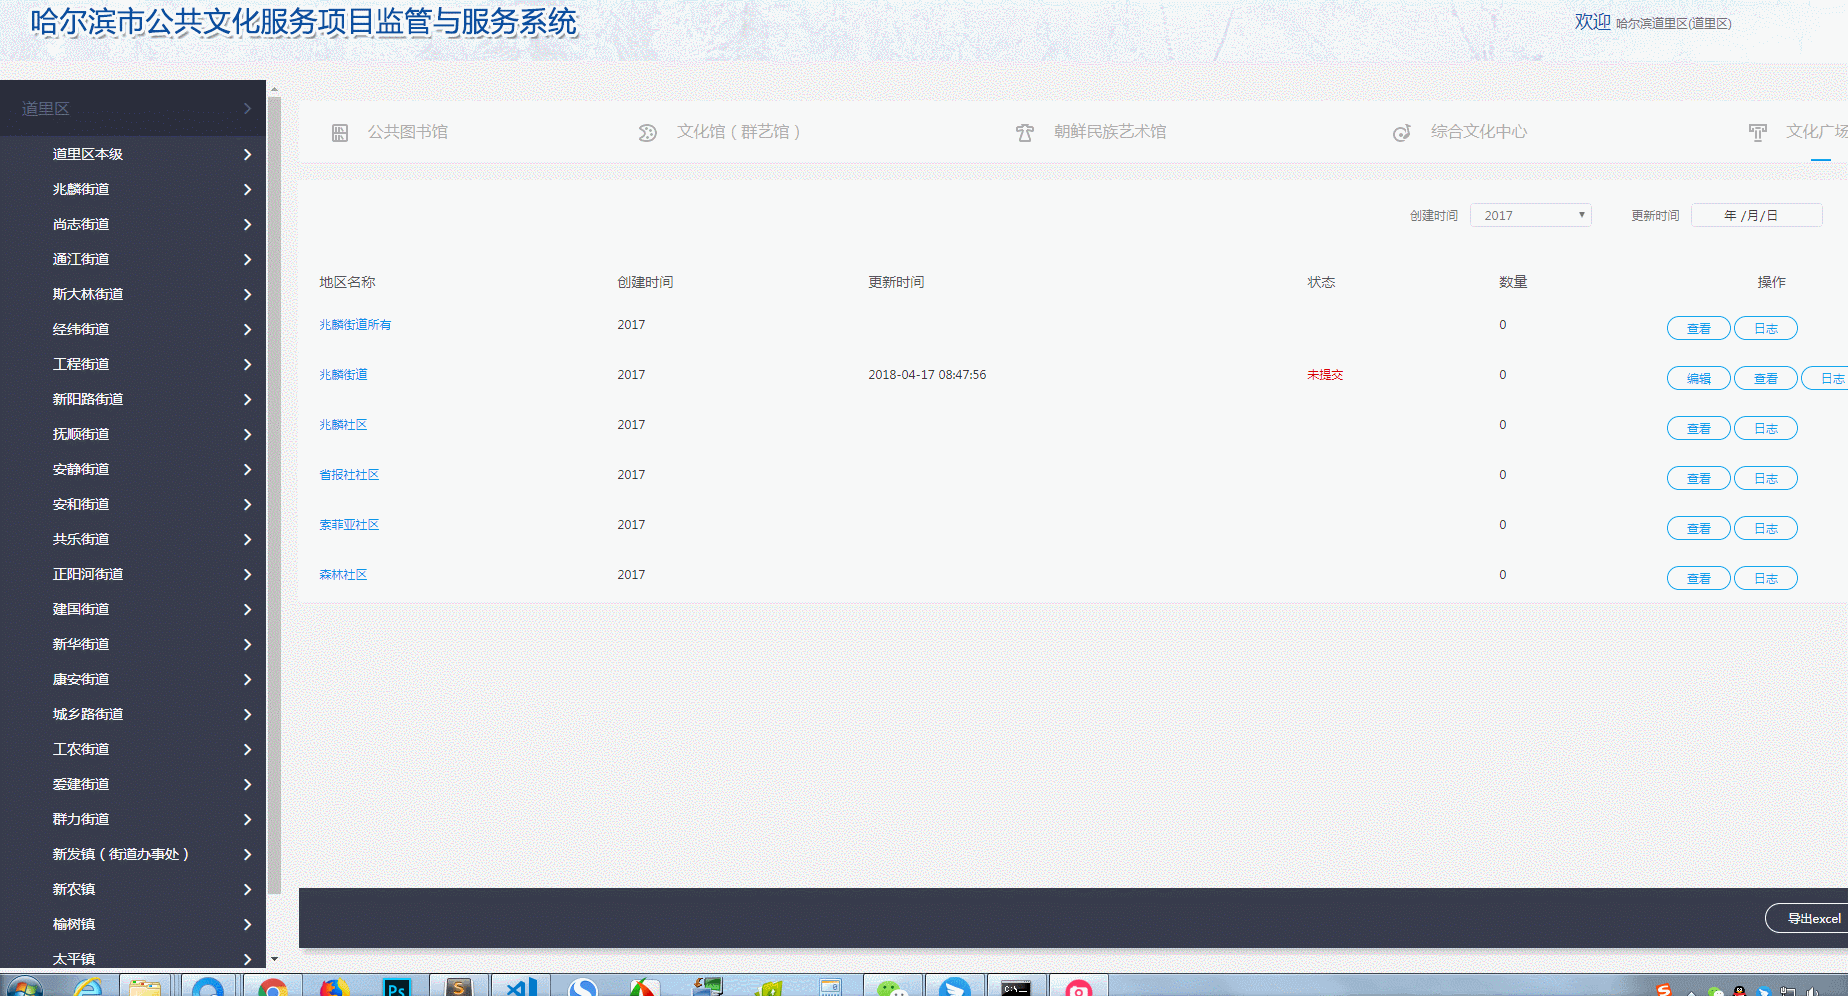 哈尔滨市公共文化服务项目监管与服务系统
欢迎 哈尔滨道里区(道里区)
道里区
道里区本级
兆麟街道
尚志街道
通江街道
斯大林街道
经纬街道
工程街道
新阳路街道
抚顺街道
安静街道
安和街道
共乐街道
正阳河街道
建国街道
新华街道
康安街道
城乡路街道
工农街道
爱建街道
群力街道
新发镇（街道办事处）
新农镇
榆树镇
太平镇
公共图书馆 文化馆（群艺馆） 朝鲜民族艺术馆 综合文化中心 文化广场
创建时间 2017 更新时间 年 /月/日
地区名称 创建时间 更新时间 状态 数量 操作
兆麟街道所有 2017 0 查看 日志
兆麟街道 2017 2018-04-17 08:47:56 未提交 0 编辑 查看 日志
兆麟社区 2017 0 查看 日志
省报社社区 2017 0 查看 日志
索菲亚社区 2017 0 查看 日志
森林社区 2017 0 查看 日志
导出excel
Ps
S
C:\